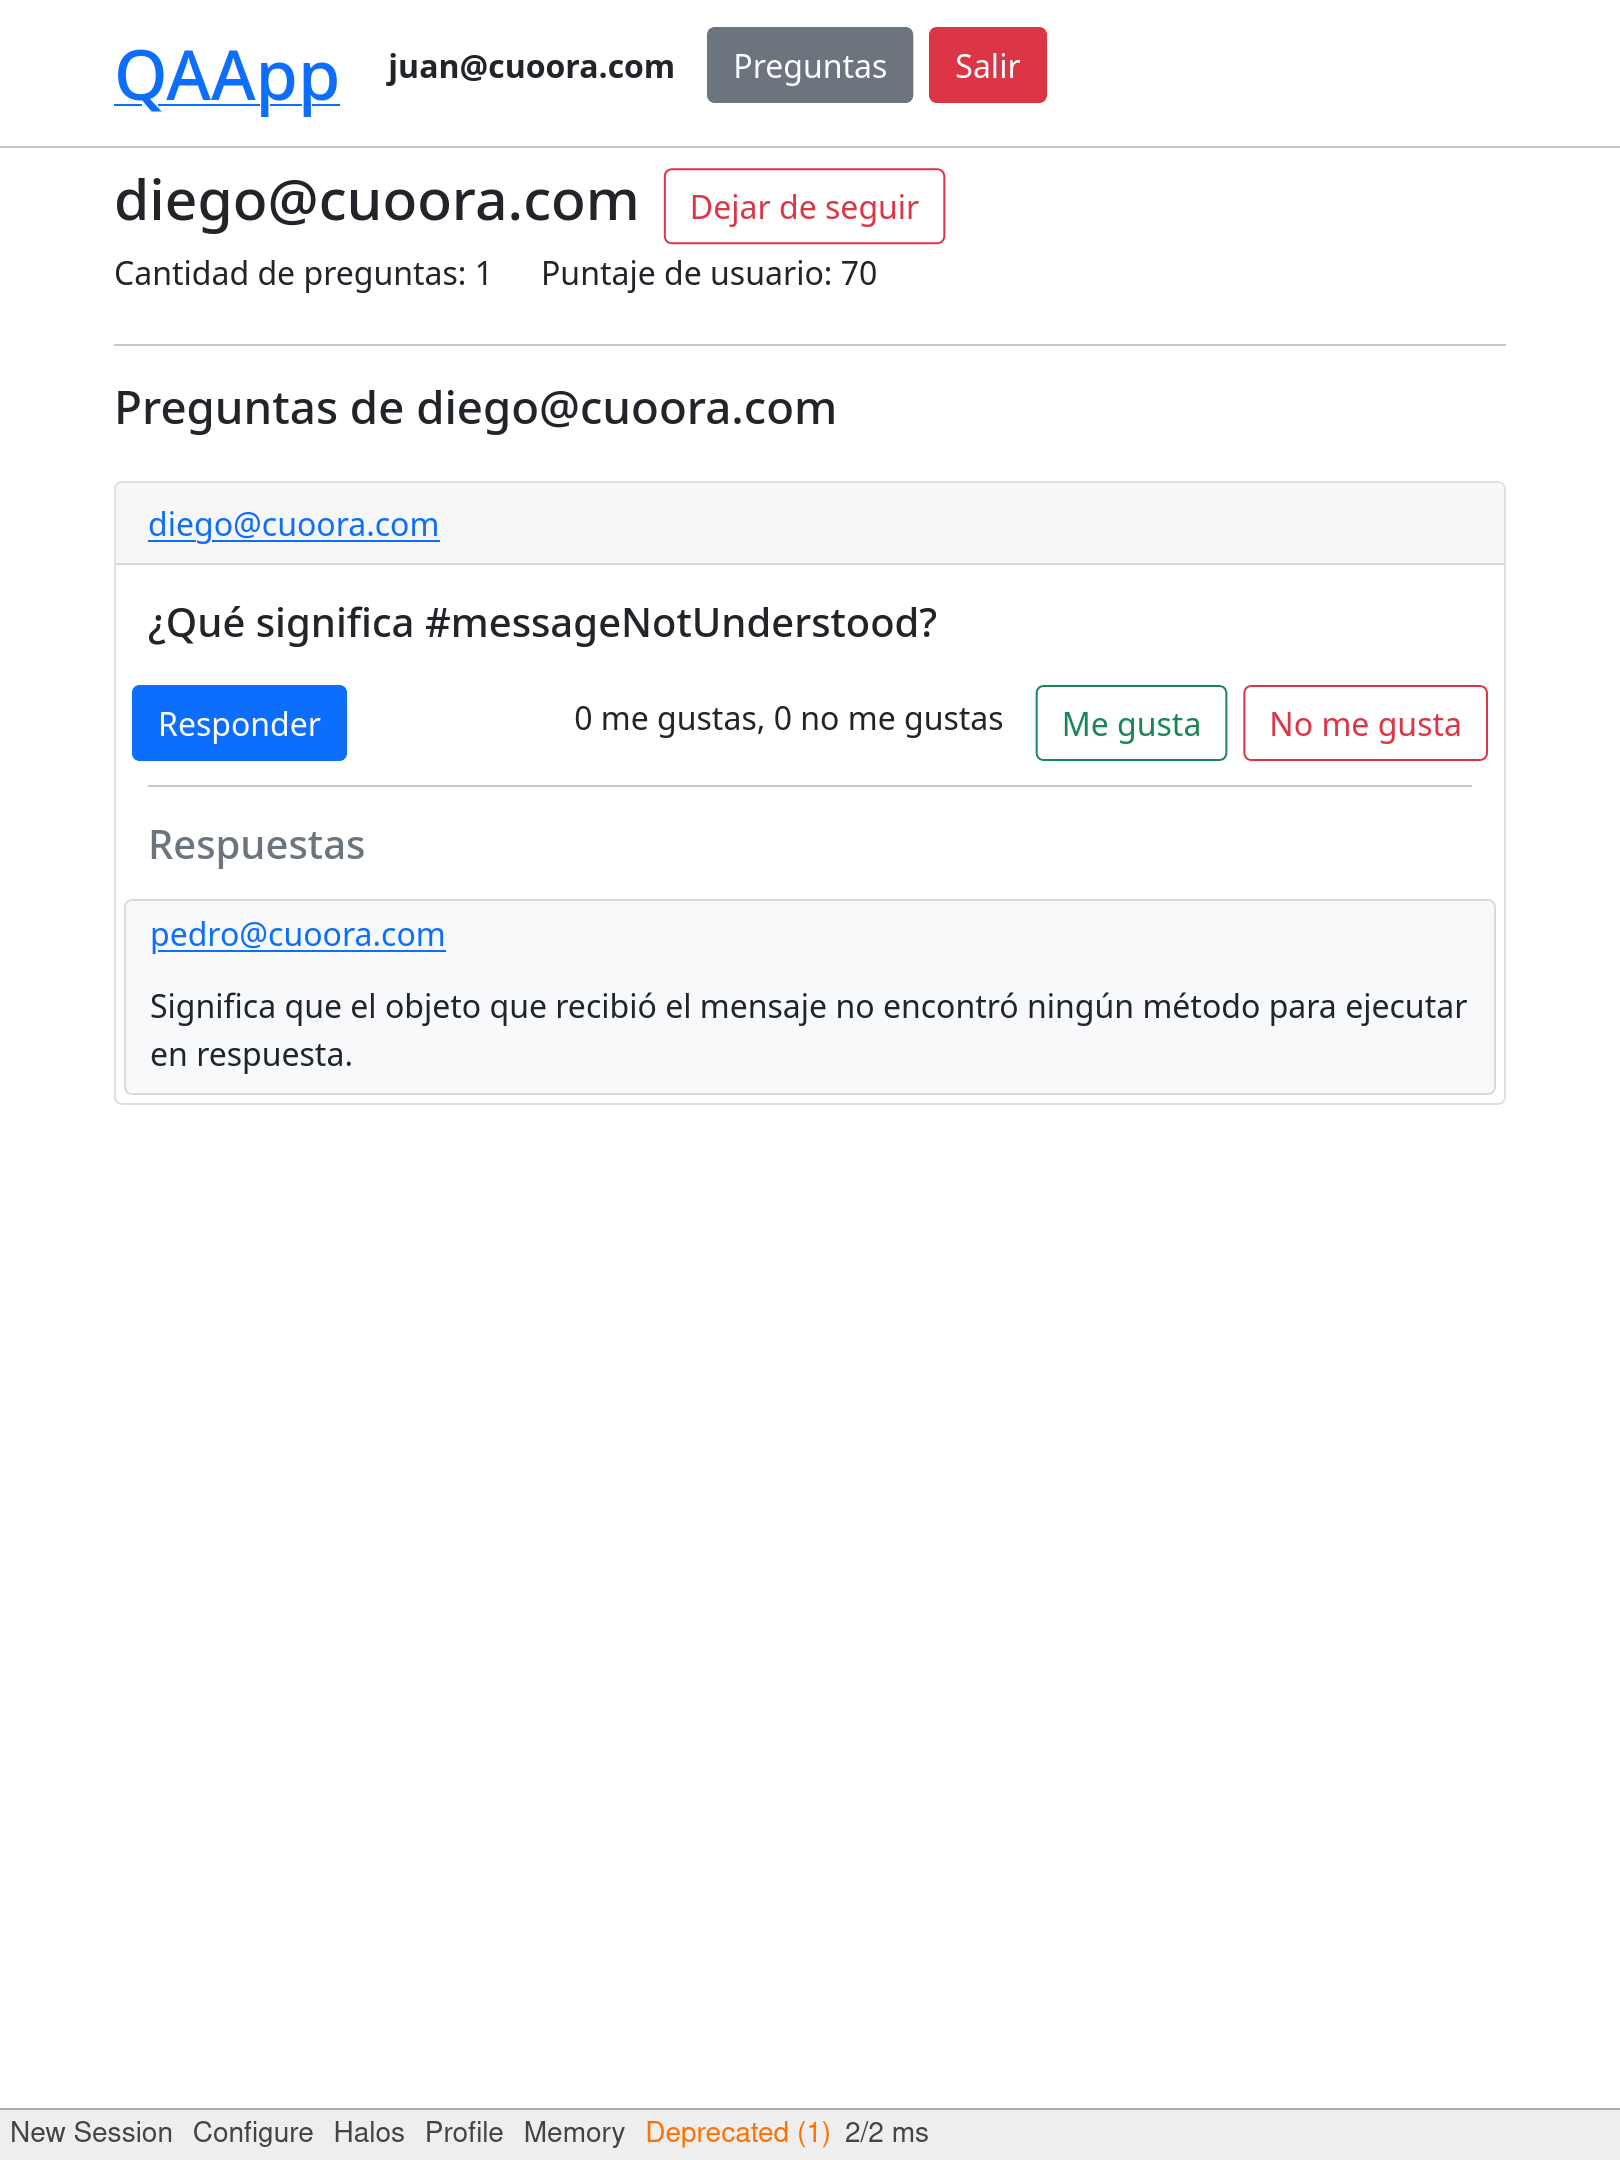 QAApp juan@cuoora.com Preguntas Salir
diego@cuoora.com Dejar de seguir
Cantidad de preguntas: 1 Puntaje de usuario: 70
Preguntas de diego@cuoora.com
diego@cuoora.com
¿Qué significa #messageNotUnderstood?
Responder 0 me gustas, 0 no me gustas Me gusta No me gusta
Respuestas
pedro@cuoora.com
Significa que el objeto que recibió el mensaje no encontró ningún método para ejecutar
en respuesta.
New Session Configure Halos Profile Memory Deprecated (1) 2/2 ms